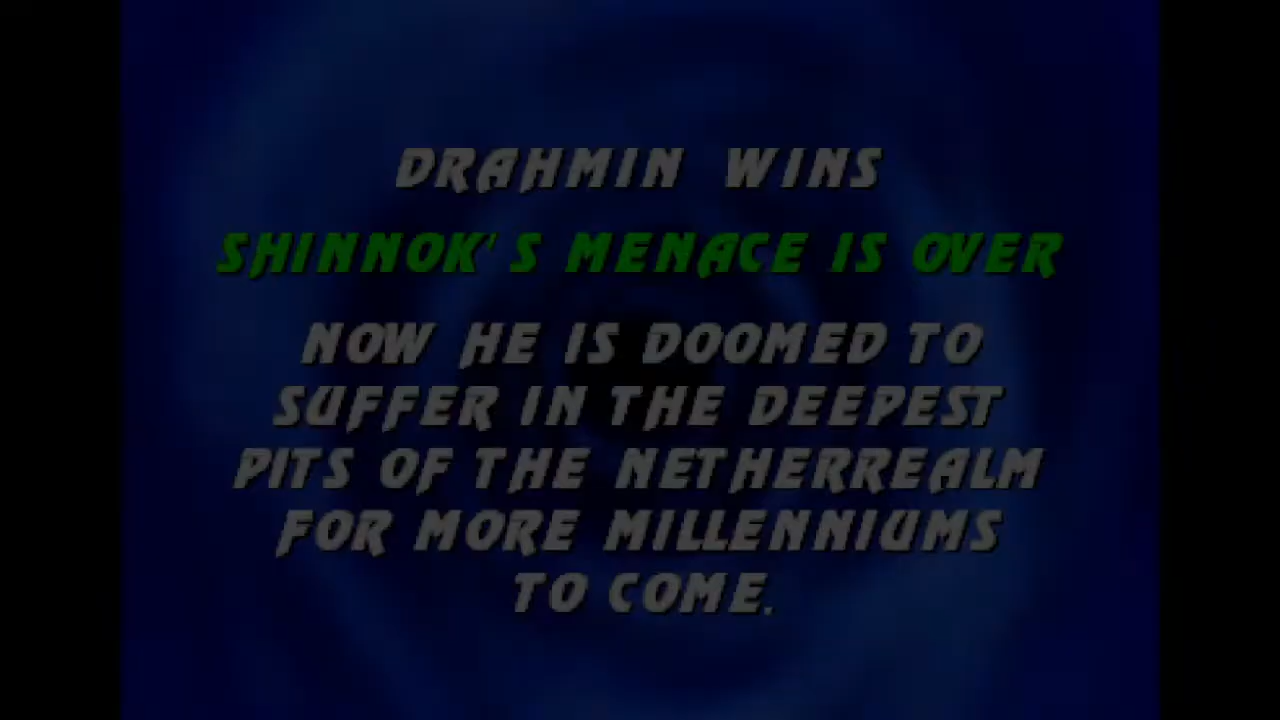 DRAHMIN WINS
SHINNOK'S MENACE IS OVER
NOW HE IS DOOMED TO
SUFFER IN THE DEEPEST
PITS OF THE NETHERREALM
FOR MORE MILLENNIUMS
TO COME.